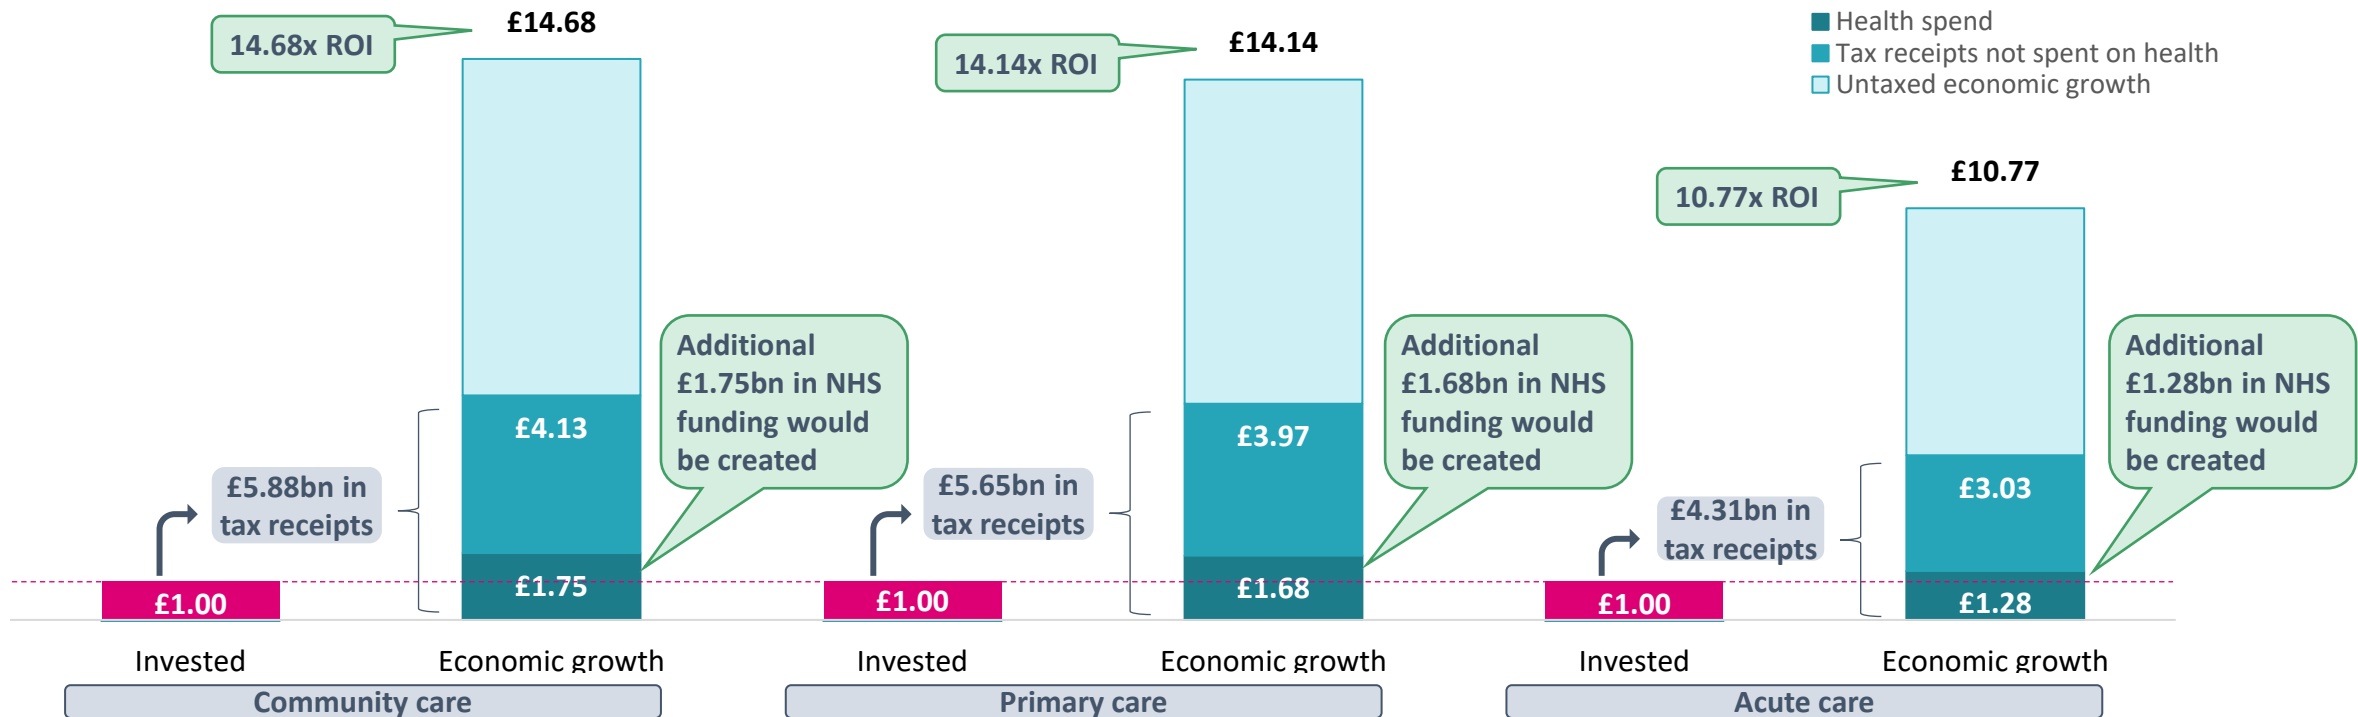 £14.68
14.68x ROI
£14.14
14.14x ROI
Health spend
Tax receipts not spent on health
Untaxed economic growth
£10.77
10.77x ROI
Additional
£1.75bn in NHS
funding would
be created
Additional
£1.68bn in NHS
funding would
be created
Additional
£1.28bn in NHS
funding would
be created
£5.88bn in
tax receipts
£4.13
£5.65bn in
tax receipts
£3.97
£4.31bn in
tax receipts
£3.03
£1.00
£1.75
£1.00
£1.68
£1.00
£1.28
Invested
Economic growth
Invested
Economic growth
Invested
Economic growth
Community care
Primary care
Acute care